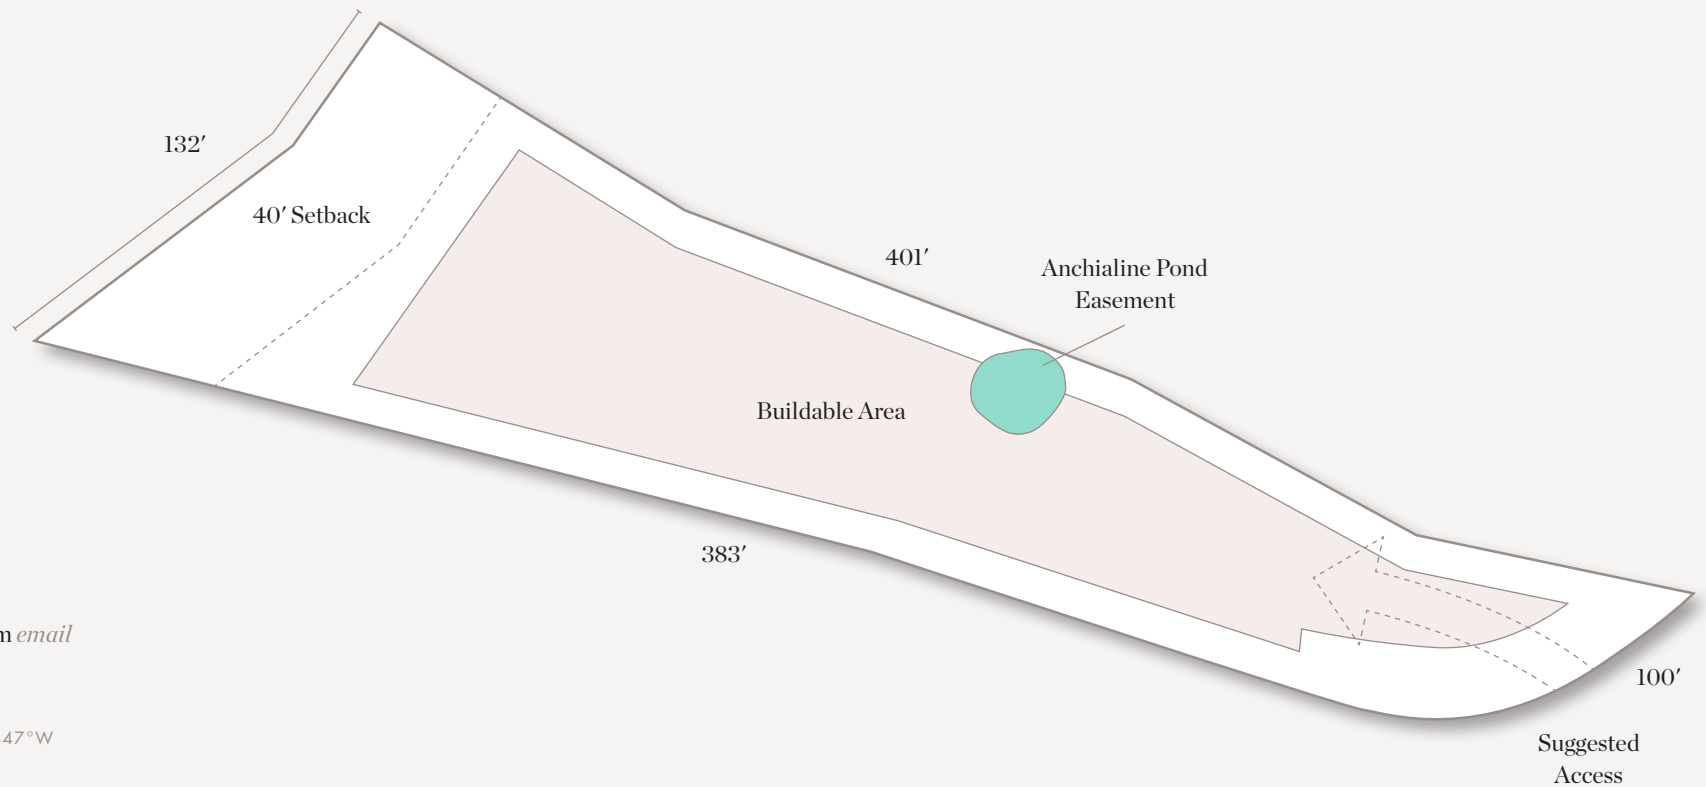 132′
40′ Setback
401′
Anchialine Pond
Easement
Buildable Area
383′
email
100′
47°W
Suggested
Access